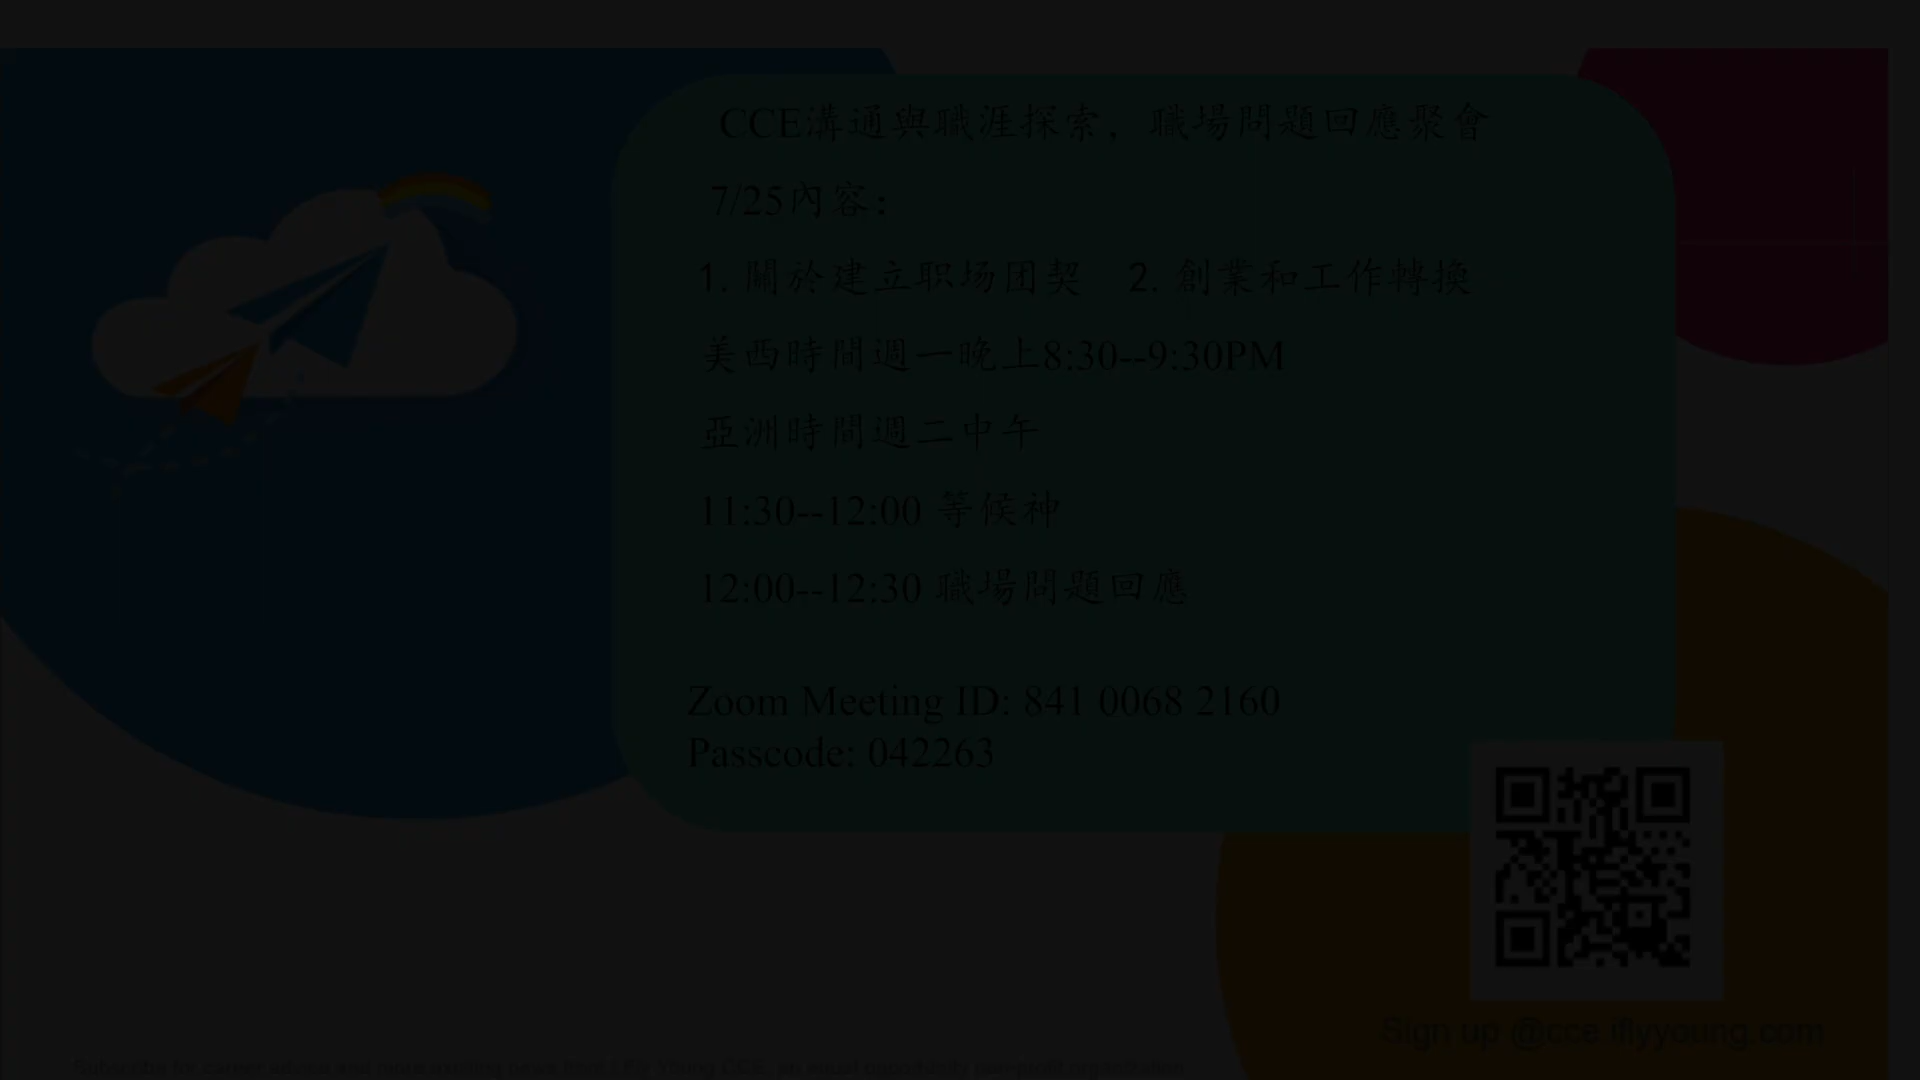 CCE溝通與職涯探索，職場問題回應聚會
7/25內容：
1. 關於建立职场团契 2. 創業和工作轉換
美西時間週一晚上8:30--9:30PM
亞洲時間週二中午
11:30--12:00 等候神
12:00--12:30 職場問題回應
Zoom Meeting ID: 841 0068 2160
Passcode: 042263
Sign up @cce.iflyyoung.com